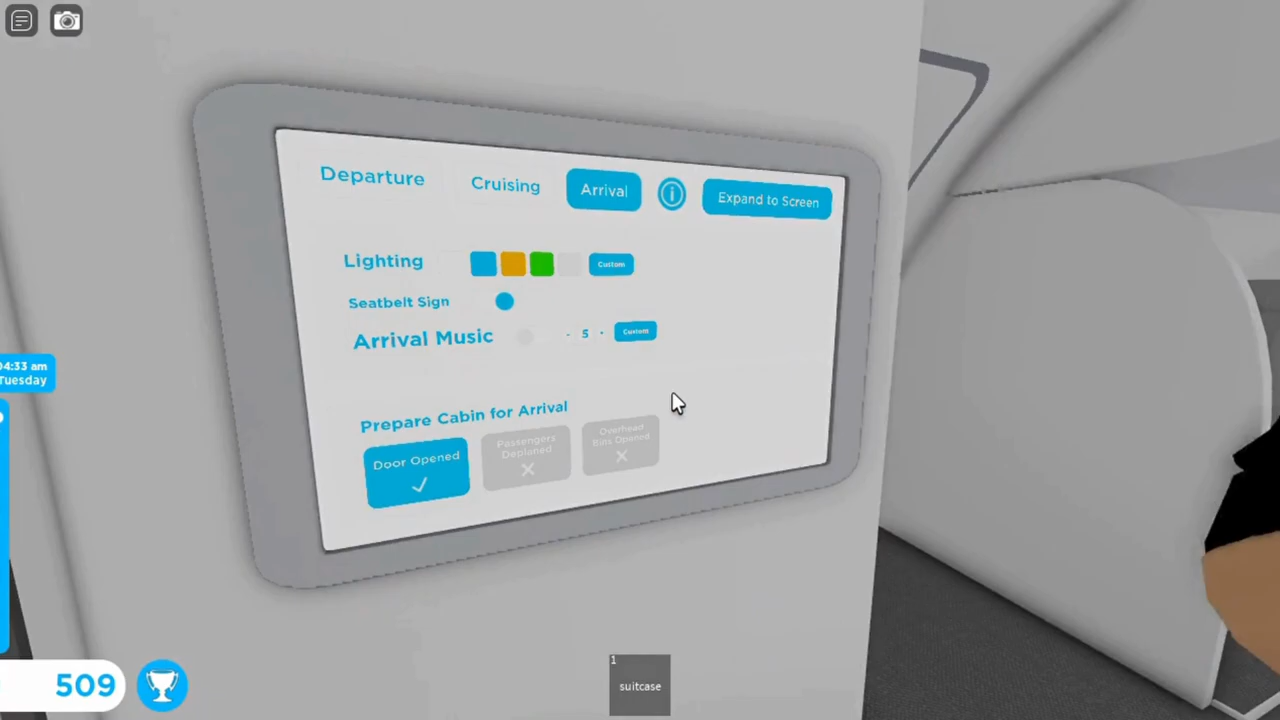 Departure
Cruising
Arrival
i
Expand to Screen
Lighting
Custom
Seatbelt Sign
Arrival Music
- 5 -
Custom
Prepare Cabin for Arrival
Door Opened
Passengers
Deplaned
Overhead
Bins Opened
04:33 am
Tuesday
509
1
suitcase